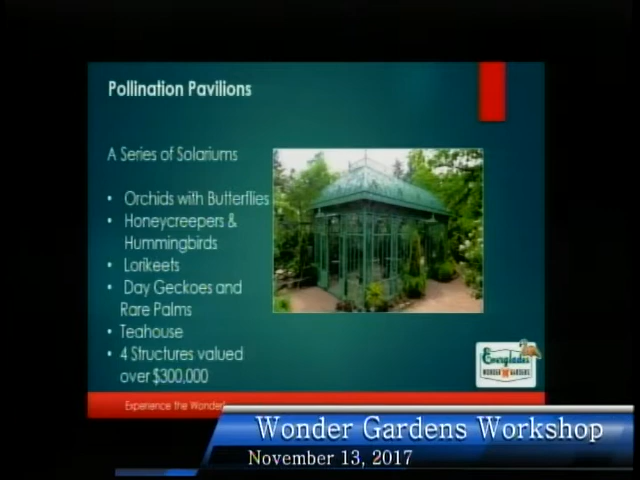 Pollination Pavilions
A Series of Solariums
• Orchids with Butterflies
• Honeycreepers &
Hummingbirds
• Lorikeets
• Day Geckoes and
Rare Palms
• Teahouse
• 4 Structures valued
over $300,000
Everglades
WONDER GARDENS
Experience the Wonder!
Wonder Gardens Workshop
November 13, 2017